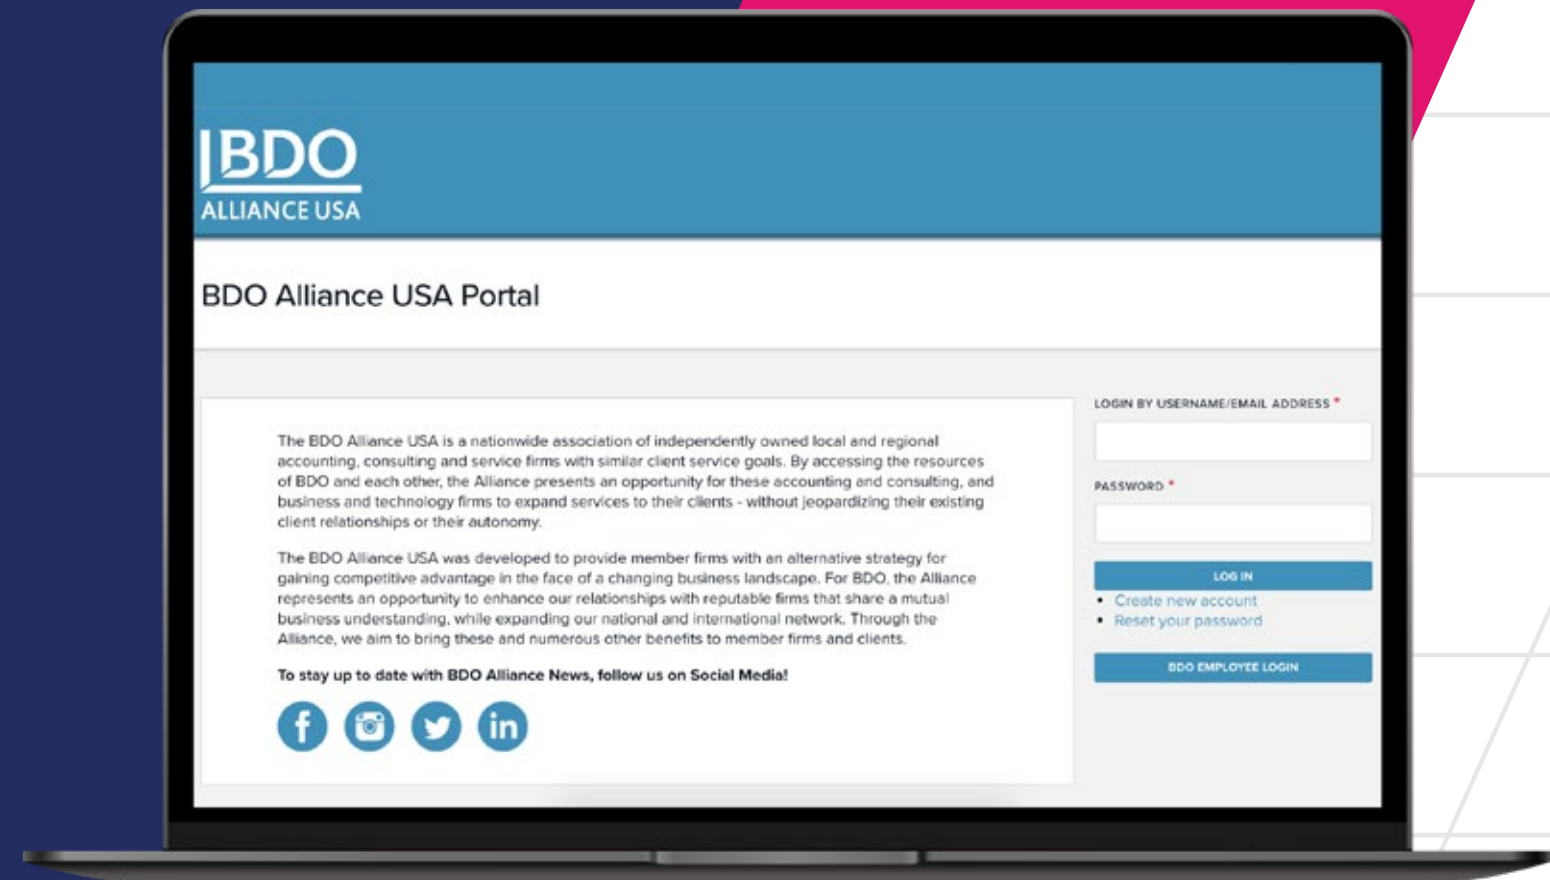 BDO
ALLIANCE USA
BDO Alliance USA Portal
The BDO Alliance USA is a nationwide association of independently owned local and regional
accounting, consulting and service firms with similar client service goals. By accessing the resources
of BDO and each other, the Alliance presents an opportunity for these accounting and consulting, and
business and technology firms to expand services to their clients - without jeopardizing their existing
client relationships or their autonomy.
The BDO Alliance USA was developed to provide member firms with an alternative strategy for
gaining competitive advantage in the face of a changing business landscape. For BDO, the Alliance
represents an opportunity to enhance our relationships with reputable firms that share a mutual
business understanding, while expanding our national and international network. Through the
Alliance, we aim to bring these and numerous other benefits to member firms and clients.
To stay up to date with BDO Alliance News, follow us on Social Media!
f
in
LOGIN BY USERNAME/EMAIL ADDRESS *
PASSWORD *
LOG IN
• Create new account
• Reset your password
BDO EMPLOYEE LOGIN